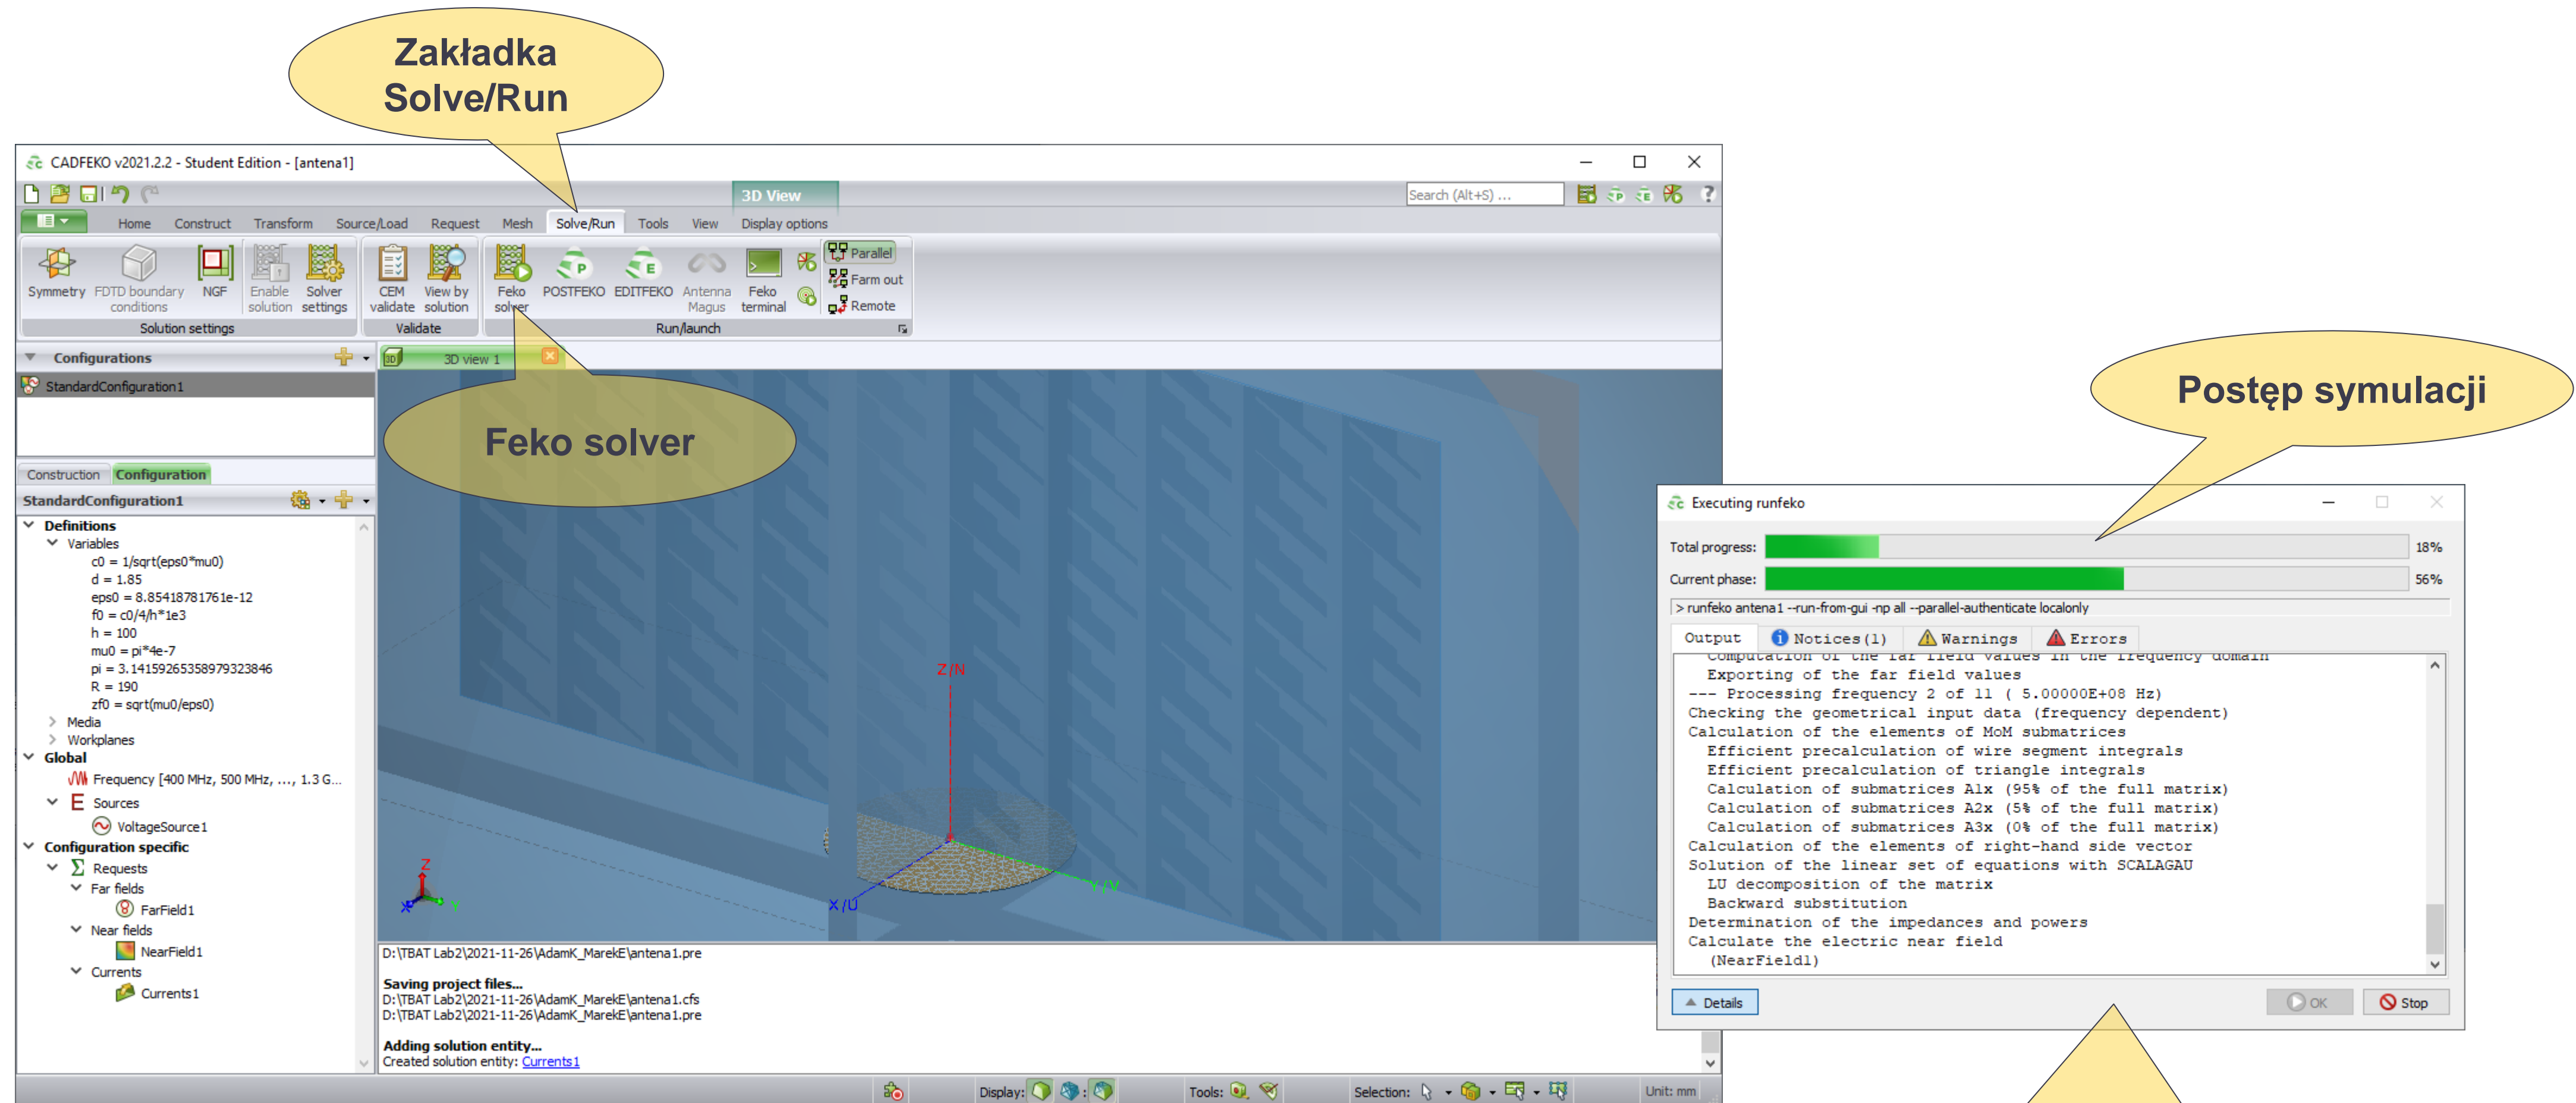 Zakładka
Solve/Run
CADFEKO v2021.2.2 - Student Edition - [antena1]
3D View
Search (Alt+S) ...
Home Construct Transform Source/Load Request Mesh Solve/Run Tools View Display options
Symmetry
FDTD boundary
conditions
NGF
Enable
solution
Solver
settings
CEM
validate
View by
solution
Feko
solver
POSTFEKO
EDITFEKO
Antenna
Magus
Feko
terminal
Parallel
Farm out
Remote
Solution settings Validate Run/launch
Configurations
3D view 1
StandardConfiguration1
Feko solver
Construction Configuration
StandardConfiguration1
Definitions
Variables
c0 = 1/sqrt(eps0*mu0)
d = 1.85
eps0 = 8.85418781761e-12
f0 = c0/4/h*1e3
h = 100
mu0 = pi*4e-7
pi = 3.14159265358979323846
R = 190
zf0 = sqrt(mu0/eps0)
Media
Workplanes
Global
Frequency [400 MHz, 500 MHz, ..., 1.3 G...
Sources
VoltageSource1
Configuration specific
Requests
Far fields
FarField1
Near fields
NearField1
Currents
Currents1
Z/N
X/U
Y/V
Z
X
Y
D:\TBAT Lab2\2021-11-26\AdamK_MarekE\antena1.pre
Saving project files...
D:\TBAT Lab2\2021-11-26\AdamK_MarekE\antena1.cfs
D:\TBAT Lab2\2021-11-26\AdamK_MarekE\antena1.pre
Adding solution entity...
Created solution entity: Currents1
Display: Tools: Selection: Unit: mm
Postęp symulacji
Executing runfeko
Total progress: 18%
Current phase: 56%
> runfeko antena1 --run-from-gui -np all --parallel-authenticate localonly
Output Notices(1) Warnings Errors
Computation of the far field values in the frequency domain
Exporting of the far field values
--- Processing frequency 2 of 11 ( 5.00000E+08 Hz)
Checking the geometrical input data (frequency dependent)
Calculation of the elements of MoM submatrices
Efficient precalculation of wire segment integrals
Efficient precalculation of triangle integrals
Calculation of submatrices A1x (95% of the full matrix)
Calculation of submatrices A2x (5% of the full matrix)
Calculation of submatrices A3x (0% of the full matrix)
Calculation of the elements of right-hand side vector
Solution of the linear set of equations with SCALAGAU
LU decomposition of the matrix
Backward substitution
Determination of the impedances and powers
Calculate the electric near field
(NearField1)
Details OK Stop